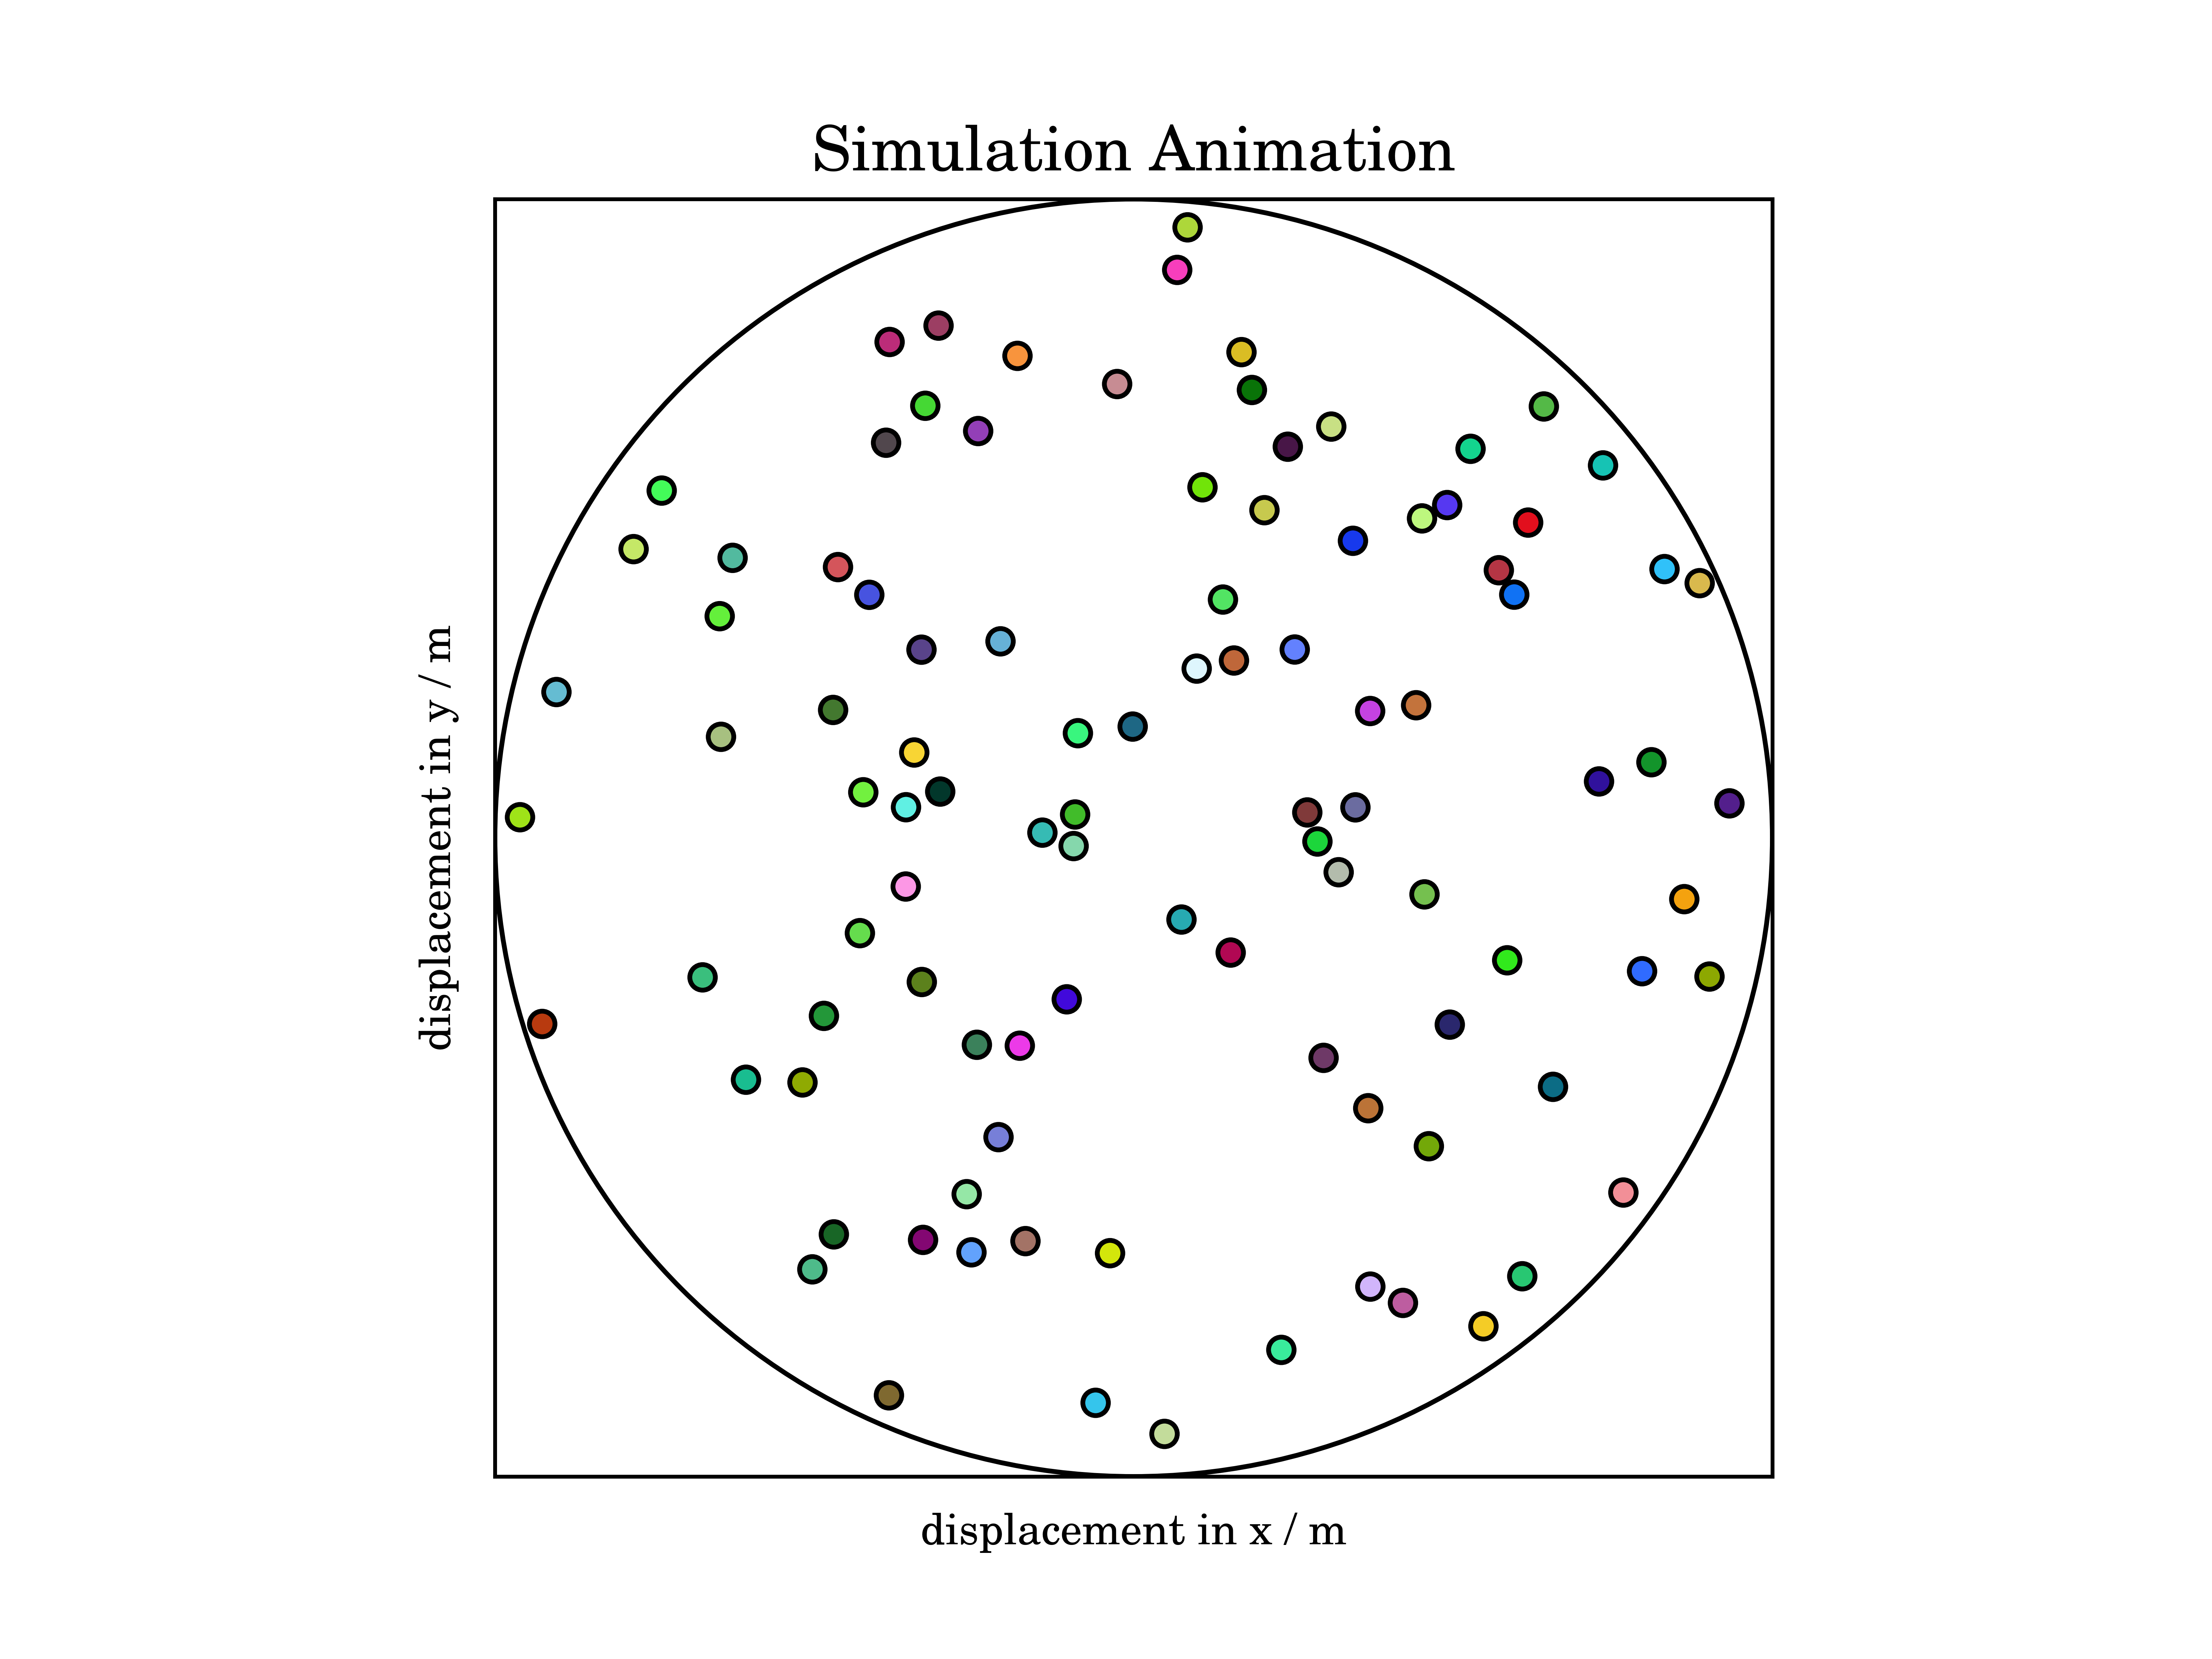 Simulation Animation
displacement in y / m
displacement in x / m